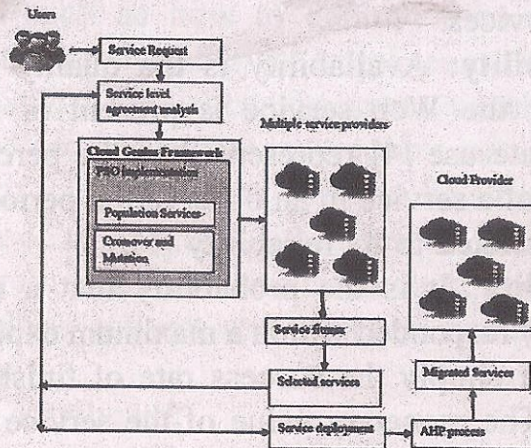 Users
Service Request
Service level
agreement analysis
Multiple service providers
Cloud Genius Framework
PSO implementation
Population Services
Crossover and
Mutation
Cloud Provider
Service fitness
Selected services
Migrated Services
Service deployment
AHP process